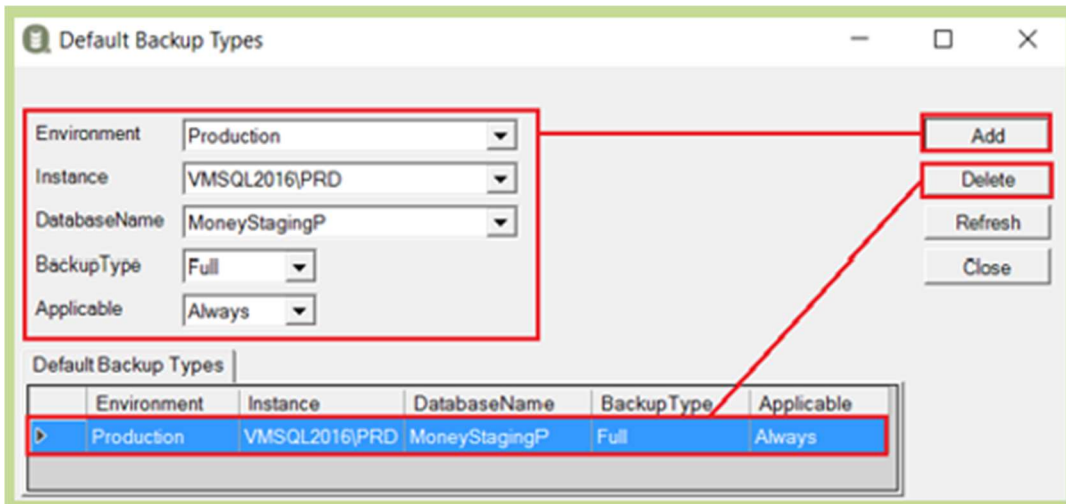 Default Backup Types
Environment Production Add
Instance VMSQL2016\PRD Delete
DatabaseName MoneyStagingP Refresh
BackupType Full Close
Applicable Always
Default Backup Types
Environment Instance DatabaseName BackupType Applicable
Production VMSQL2016\PRD MoneyStagingP Full Always